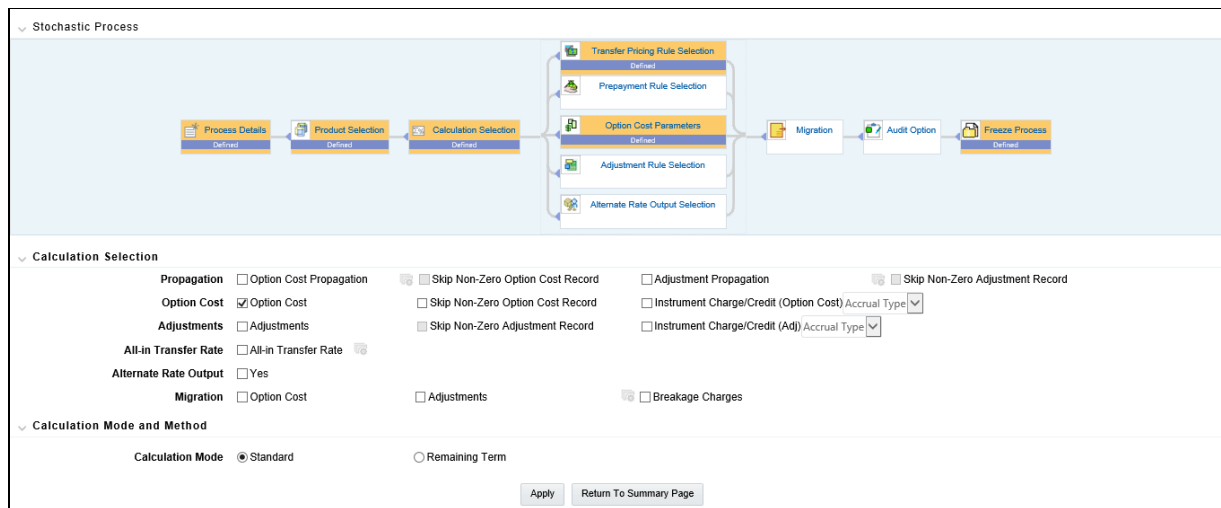 Stochastic Process
Transfer Pricing Rule Selection
Defined
Prepayment Rule Selection
Process Details
Defined
Product Selection
Defined
Calculation Selection
Defined
Option Cost Parameters
Defined
Migration
Audit Option
Freeze Process
Defined
Adjustment Rule Selection
Alternate Rate Output Selection
Calculation Selection
Propagation Option Cost Propagation Skip Non-Zero Option Cost Record Adjustment Propagation Skip Non-Zero Adjustment Record
Option Cost Option Cost Skip Non-Zero Option Cost Record Instrument Charge/Credit (Option Cost) Accrual Type
Adjustments Adjustments Skip Non-Zero Adjustment Record Instrument Charge/Credit (Adj) Accrual Type
All-in Transfer Rate All-in Transfer Rate
Alternate Rate Output Yes
Migration Option Cost Adjustments Breakage Charges
Calculation Mode and Method
Calculation Mode Standard Remaining Term
Apply Return To Summary Page